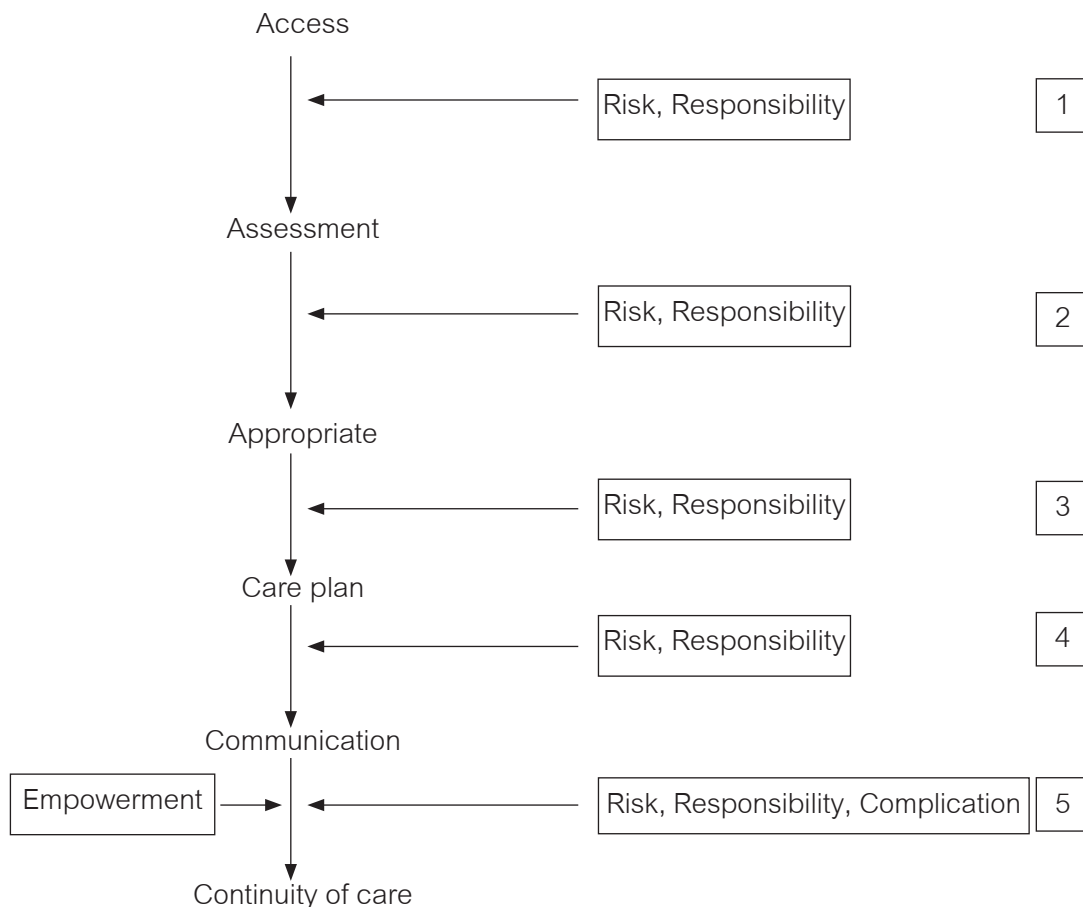 Access
Risk, Responsibility 1
Assessment
Risk, Responsibility 2
Appropriate
Risk, Responsibility 3
Care plan
Risk, Responsibility 4
Communication
Empowerment Risk, Responsibility, Complication 5
Continuity of care